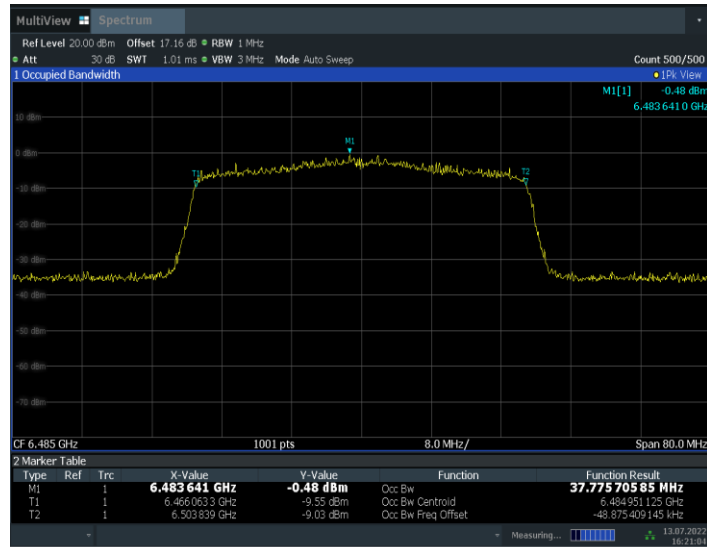 MultiView Spectrum
Ref Level 20.00 dBm Offset 17.16 dB RBW 1 MHz
Att 30 dB SWT 1.01 ms VBW 3 MHz Mode Auto Sweep Count 500/500
1 Occupied Bandwidth 1Pk View
M1[1] -0.48 dBm
6.483 641 0 GHz
10 dBm
M1
0 dBm
T1 T2
-10 dBm
-20 dBm
-30 dBm
-40 dBm
-50 dBm
-60 dBm
-70 dBm
CF 6.485 GHz 1001 pts 8.0 MHz/ Span 80.0 MHz
2 Marker Table
Type Ref Trc X-Value Y-Value Function Function Result
M1 1 6.483 641 GHz -0.48 dBm Occ Bw 37.775 705 85 MHz
T1 1 6.466 063 3 GHz -9.55 dBm Occ Bw Centroid 6.484 951 125 GHz
T2 1 6.503 839 GHz -9.03 dBm Occ Bw Freq Offset -48.875 409 145 kHz
Measuring... 13.07.2022
16:21:04